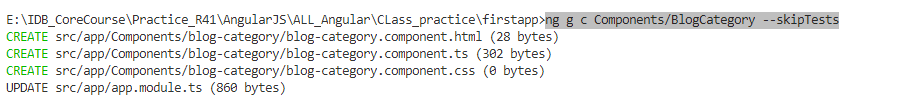 E:\IDB_CoreCourse\Practice_R41\AngularJS\ALL_Angular\CLass_practice\firstapp>ng g c Components/BlogCategory --skipTests
CREATE src/app/Components/blog-category/blog-category.component.html (28 bytes)
CREATE src/app/Components/blog-category/blog-category.component.ts (302 bytes)
CREATE src/app/Components/blog-category/blog-category.component.css (0 bytes)
UPDATE src/app/app.module.ts (860 bytes)